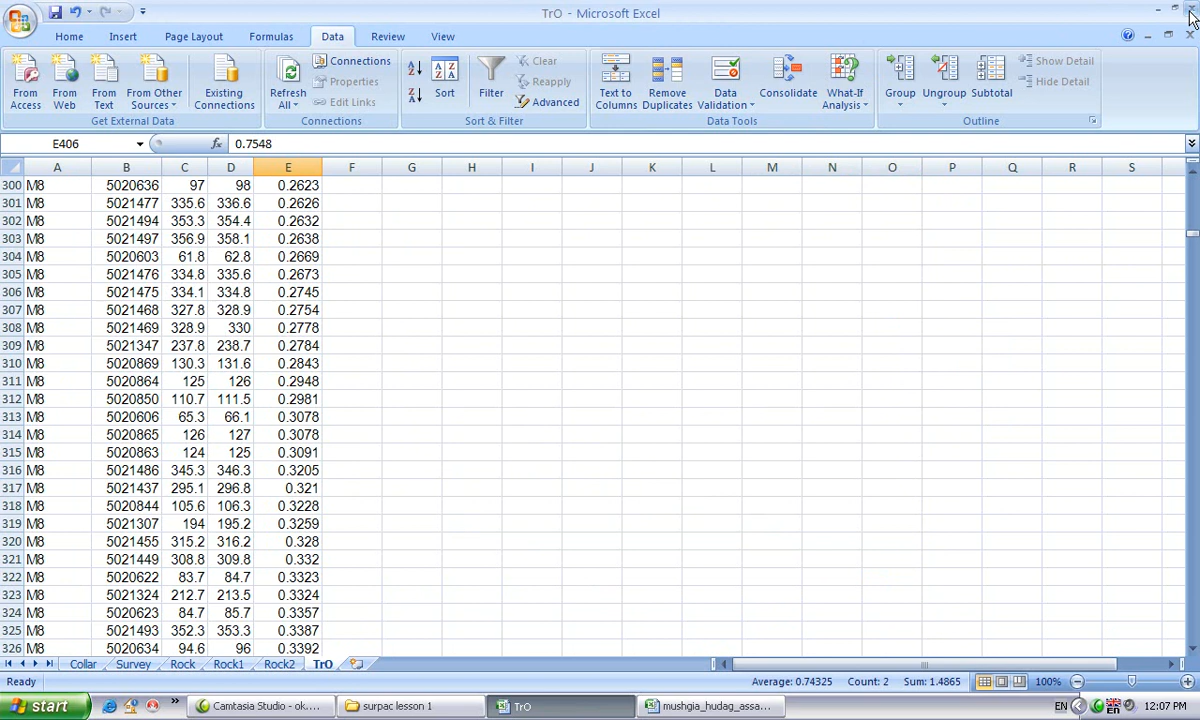 TrO - Microsoft Excel
Home Insert Page Layout Formulas Data Review View
From Access
From Web
From Text
From Other Sources
Existing Connections
Get External Data
Refresh All
Connections
Properties
Edit Links
Connections
Sort
Filter
Clear
Reapply
Advanced
Sort & Filter
Text to Columns
Remove Duplicates
Data Validation
Consolidate
What-If Analysis
Data Tools
Group
Ungroup
Subtotal
Show Detail
Hide Detail
Outline
E406 fx 0.7548
A B C D E F G H I J K L M N O P Q R S
300 M8 5020636 97 98 0.2623
301 M8 5021477 335.6 336.6 0.2626
302 M8 5021494 353.3 354.4 0.2632
303 M8 5021497 356.9 358.1 0.2638
304 M8 5020603 61.8 62.8 0.2669
305 M8 5021476 334.8 335.6 0.2673
306 M8 5021475 334.1 334.8 0.2745
307 M8 5021468 327.8 328.9 0.2754
308 M8 5021469 328.9 330 0.2778
309 M8 5021347 237.8 238.7 0.2784
310 M8 5020869 130.3 131.6 0.2843
311 M8 5020864 125 126 0.2948
312 M8 5020850 110.7 111.5 0.2981
313 M8 5020606 65.3 66.1 0.3078
314 M8 5020865 126 127 0.3078
315 M8 5020863 124 125 0.3091
316 M8 5021486 345.3 346.3 0.3205
317 M8 5021437 295.1 296.8 0.321
318 M8 5020844 105.6 106.3 0.3228
319 M8 5021307 194 195.2 0.3259
320 M8 5021455 315.2 316.2 0.328
321 M8 5021449 308.8 309.8 0.332
322 M8 5020622 83.7 84.7 0.3323
323 M8 5021324 212.7 213.5 0.3324
324 M8 5020623 84.7 85.7 0.3357
325 M8 5021493 352.3 353.3 0.3387
326 M8 5020634 94.6 96 0.3392
Collar Survey Rock Rock1 Rock2 TrO
Ready Average: 0.74325 Count: 2 Sum: 1.4865 100%
start Camtasia Studio - ok.... surpac lesson 1 TrO mushgia_hudag_assa... EN 12:07 PM